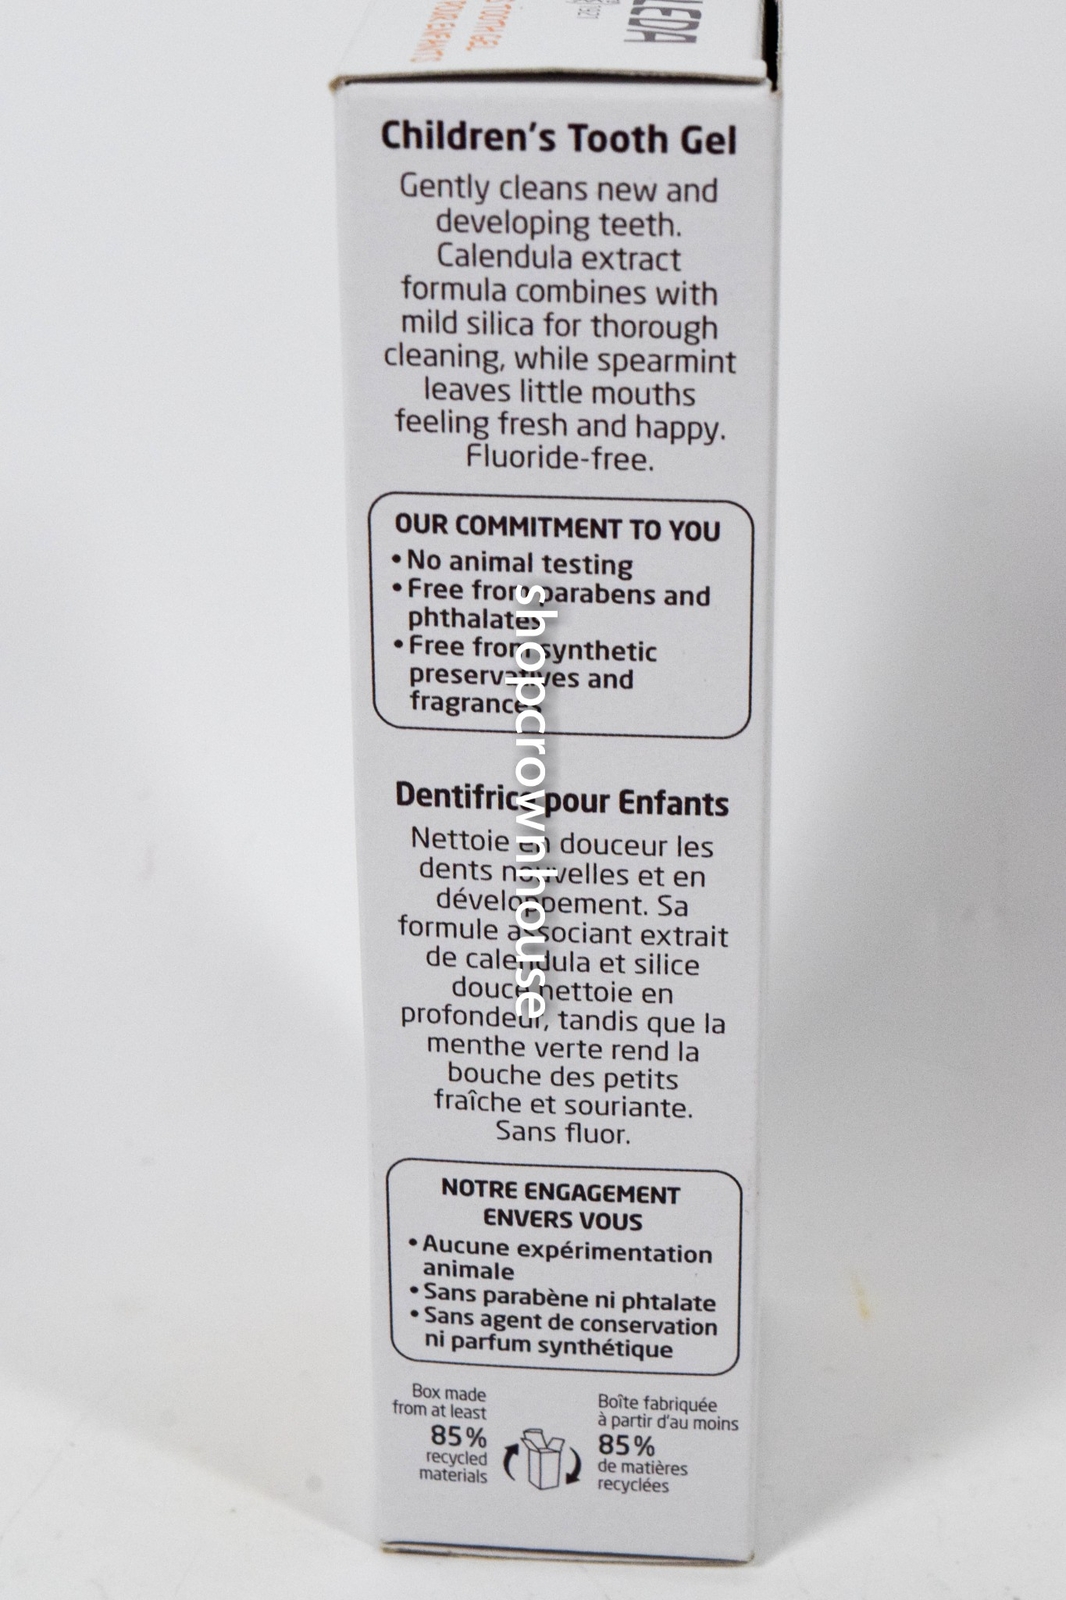 LEDA
S TOOTH GEL
POUR ENFANTS
Children's Tooth Gel
Gently cleans new and
developing teeth.
Calendula extract
formula combines with
mild silica for thorough
cleaning, while spearmint
leaves little mouths
feeling fresh and happy.
Fluoride-free.
OUR COMMITMENT TO YOU
• No animal testing
• Free from parabens and
phthalates
• Free from synthetic
preservatives and
fragrances
shopcrownhouse
Dentifrice pour Enfants
Nettoie en douceur les
dents nouvelles et en
développement. Sa
formule associant extrait
de calendula et silice
douce nettoie en
profondeur, tandis que la
menthe verte rend la
bouche des petits
fraîche et souriante.
Sans fluor.
NOTRE ENGAGEMENT
ENVERS VOUS
• Aucune expérimentation
animale
• Sans parabène ni phtalate
• Sans agent de conservation
ni parfum synthétique
Box made
from at least
85%
recycled
materials
Boîte fabriquée
à partir d'au moins
85%
de matières
recyclées